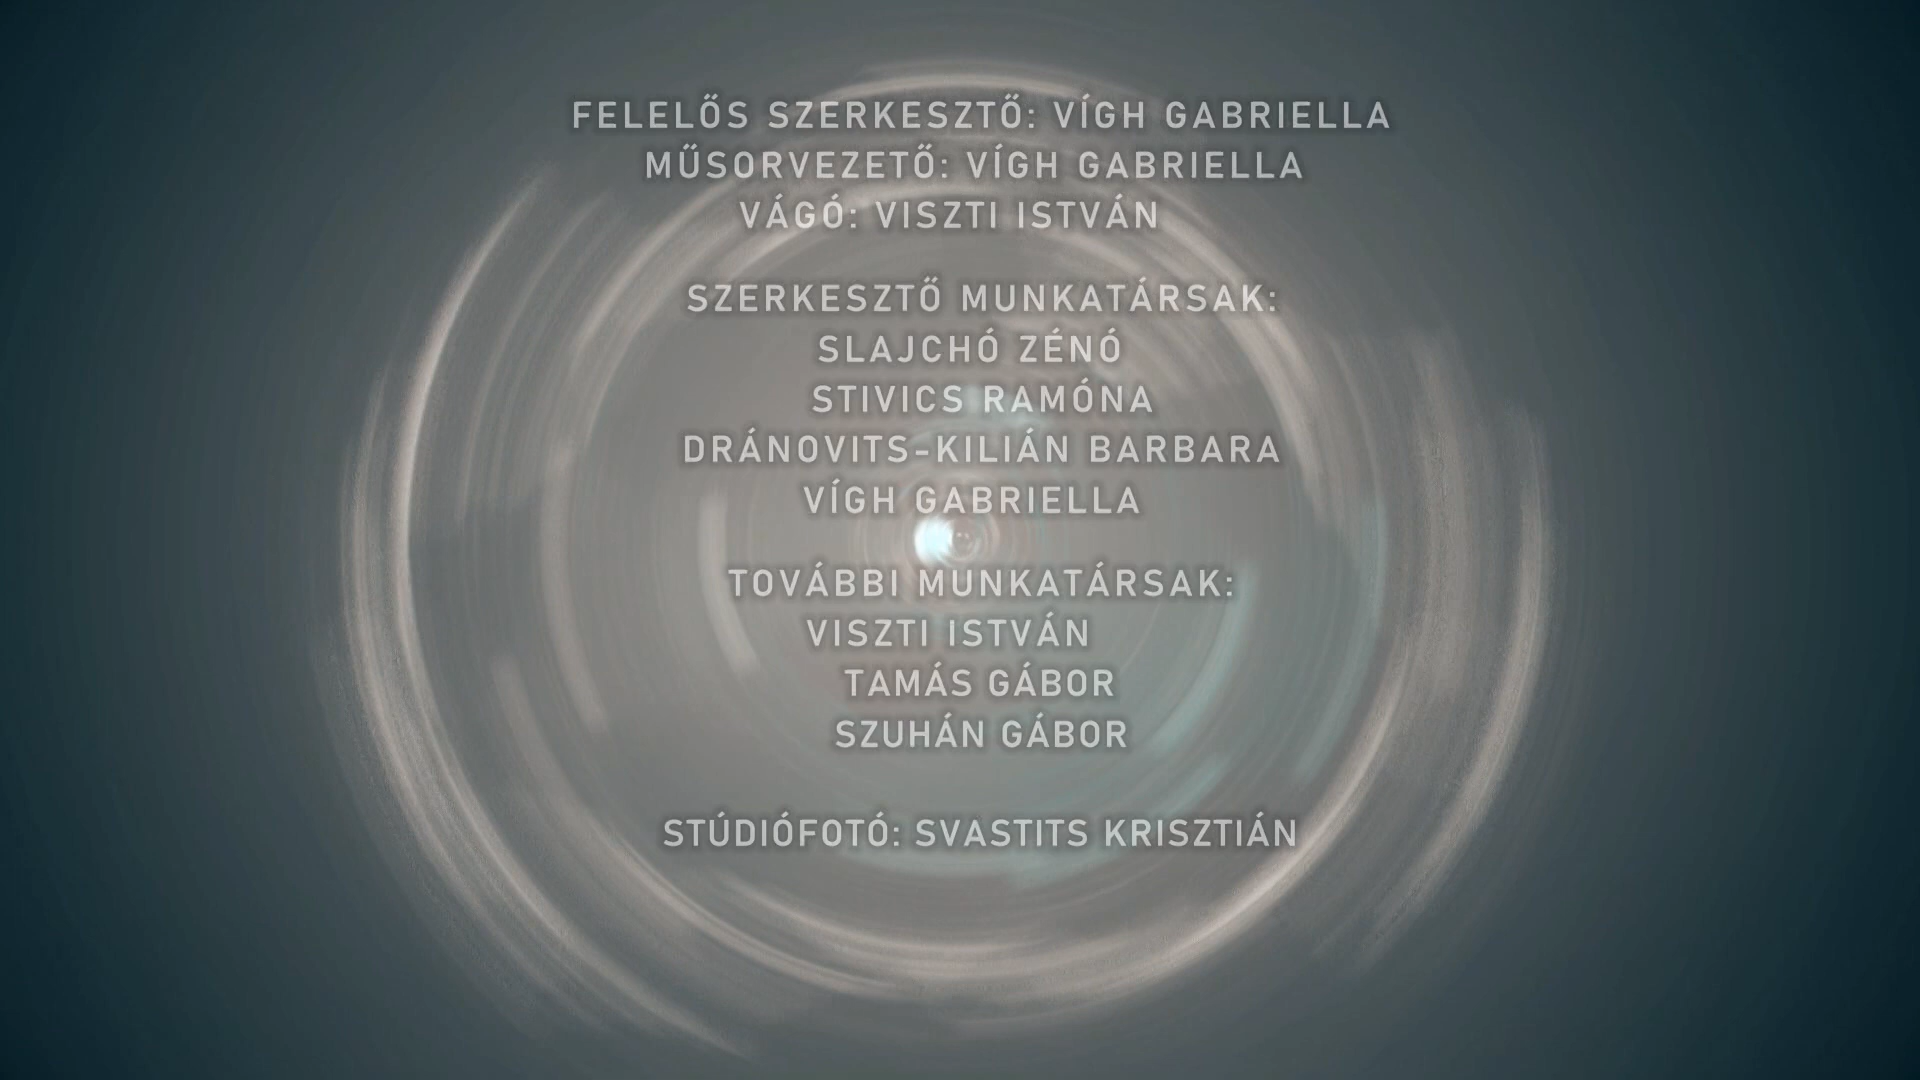 FELELŐS SZERKESZTŐ: VÍGH GABRIELLA
MŰSORVEZETŐ: VÍGH GABRIELLA
VÁGÓ: VISZTI ISTVÁN
SZERKESZTŐ MUNKATÁRSAK:
SLAJCHÓ ZÉNÓ
STIVICS RAMÓNA
DRÁNOVITS-KILIÁN BARBARA
VÍGH GABRIELLA
TOVÁBBI MUNKATÁRSAK:
VISZTI ISTVÁN
TAMÁS GÁBOR
SZUHÁN GÁBOR
STÚDIÓFOTÓ: SVASTITS KRISZTIÁN